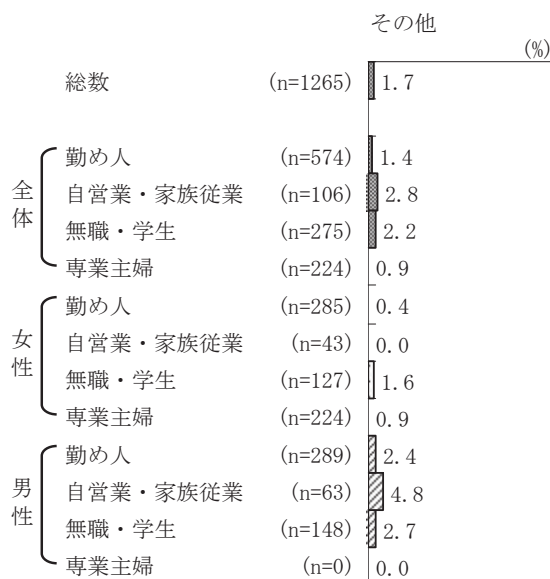 その他
(%)
総数 (n=1265) 1.7
全体
勤め人 (n=574) 1.4
自営業・家族従業 (n=106) 2.8
無職・学生 (n=275) 2.2
専業主婦 (n=224) 0.9
女性
勤め人 (n=285) 0.4
自営業・家族従業 (n=43) 0.0
無職・学生 (n=127) 1.6
専業主婦 (n=224) 0.9
男性
勤め人 (n=289) 2.4
自営業・家族従業 (n=63) 4.8
無職・学生 (n=148) 2.7
専業主婦 (n=0) 0.0